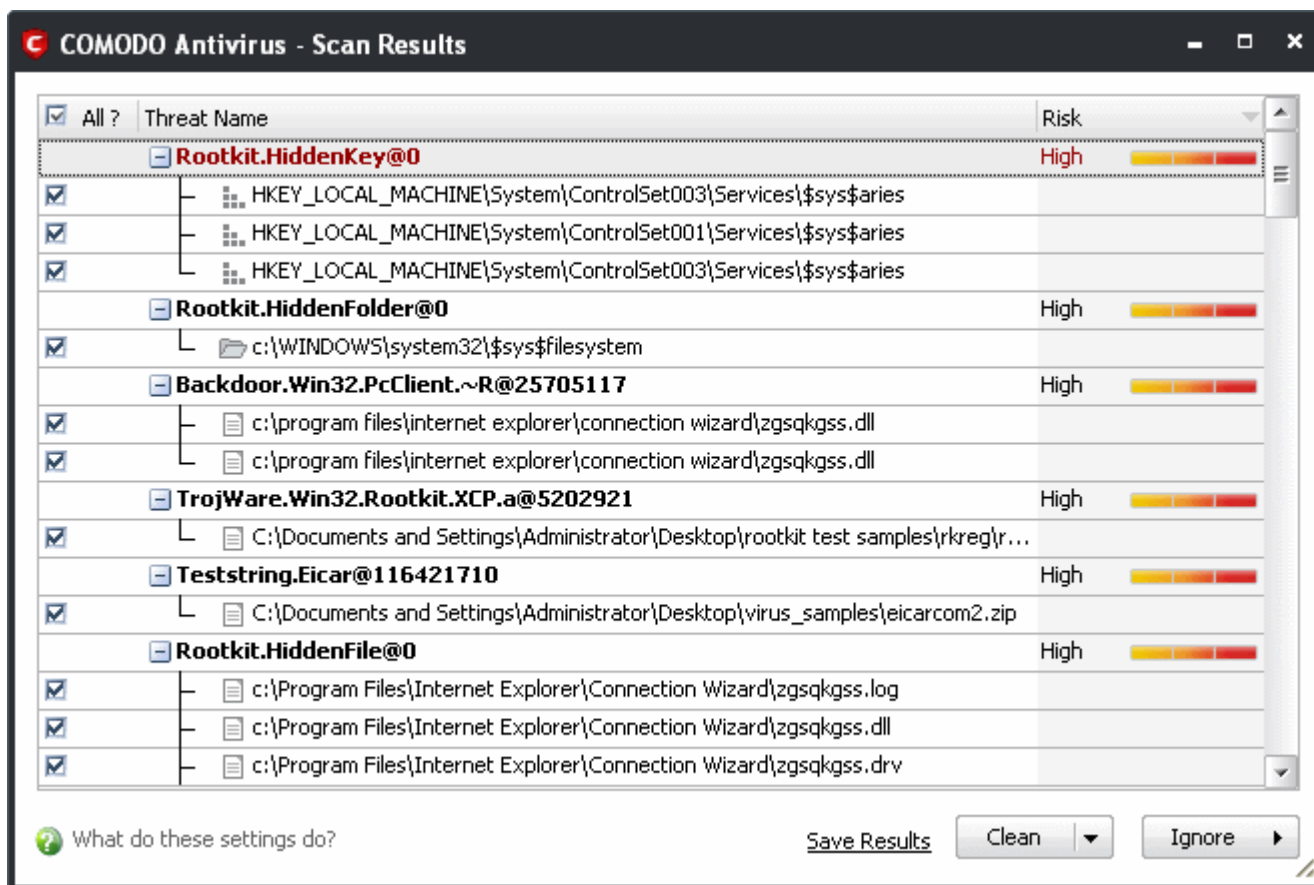 COMODO Antivirus - Scan Results
All ? Threat Name Risk
Rootkit.HiddenKey@0 High
HKEY_LOCAL_MACHINE\System\ControlSet003\Services\$sys$aries
HKEY_LOCAL_MACHINE\System\ControlSet001\Services\$sys$aries
HKEY_LOCAL_MACHINE\System\ControlSet003\Services\$sys$aries
Rootkit.HiddenFolder@0 High
c:\WINDOWS\system32\$sys$filesystem
Backdoor.Win32.PcClient.~R@25705117 High
c:\program files\internet explorer\connection wizard\zgsqkgss.dll
c:\program files\internet explorer\connection wizard\zgsqkgss.dll
TrojWare.Win32.Rootkit.XCP.a@5202921 High
C:\Documents and Settings\Administrator\Desktop\rootkit test samples\rkreg\r...
Teststring.Eicar@116421710 High
C:\Documents and Settings\Administrator\Desktop\virus_samples\eicarcom2.zip
Rootkit.HiddenFile@0 High
c:\Program Files\Internet Explorer\Connection Wizard\zgsqkgss.log
c:\Program Files\Internet Explorer\Connection Wizard\zgsqkgss.dll
c:\Program Files\Internet Explorer\Connection Wizard\zgsqkgss.drv
What do these settings do? Save Results Clean Ignore